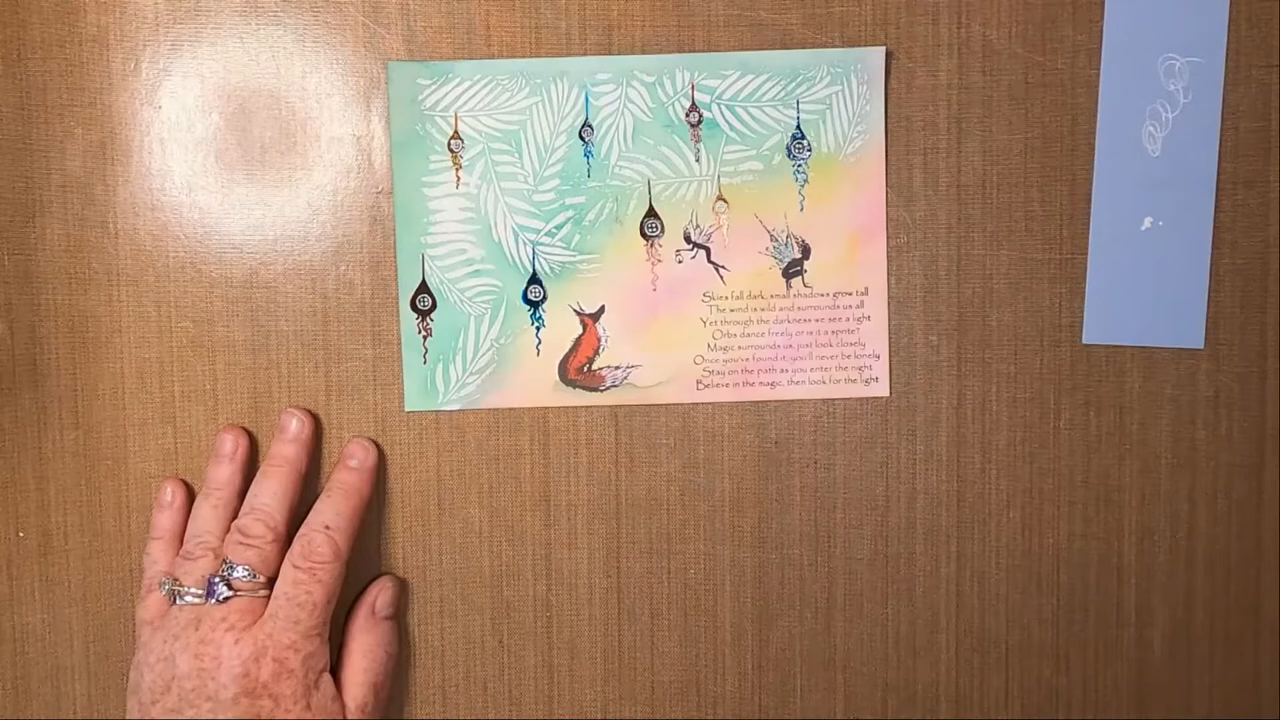 Skies fall dark, small shadows grow tall
The wind is wild and surrounds us all
Yet through the darkness we see a light
Orbs dance freely or is it a sprite?
Magic surrounds us, just look closely
Once you've found it, you'll never be lonely
Stay on the path as you enter the night
Believe in the magic, then look for the light